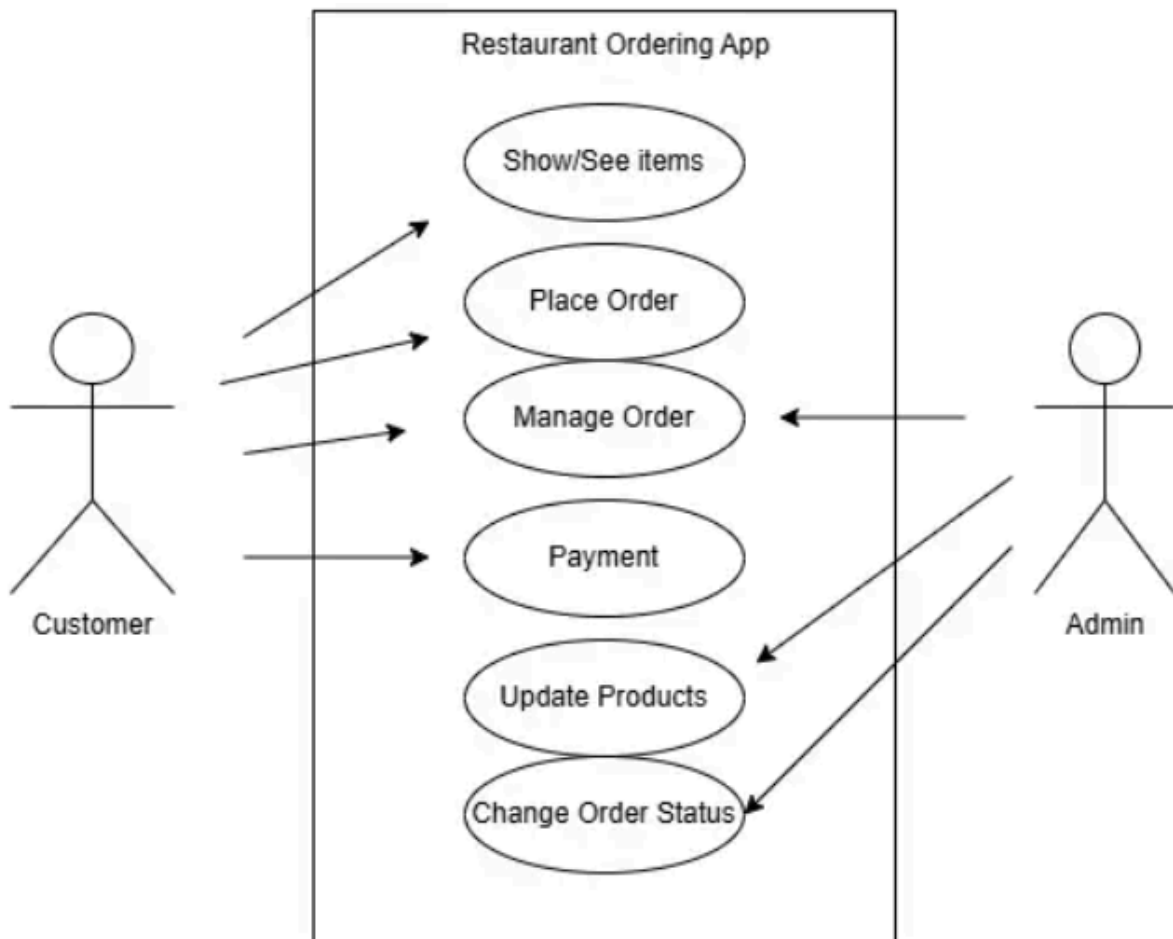 Restaurant Ordering App
Show/See items
Place Order
Manage Order
Payment
Customer
Admin
Update Products
Change Order Status